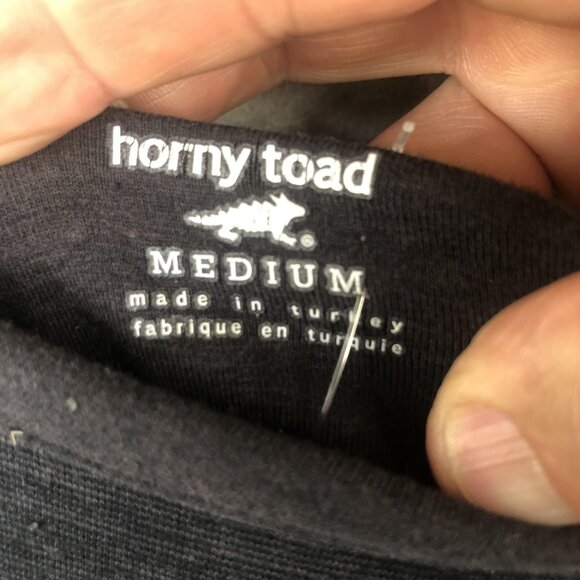 horny toad
®
MEDIUM
made in turkey
fabrique en turquie